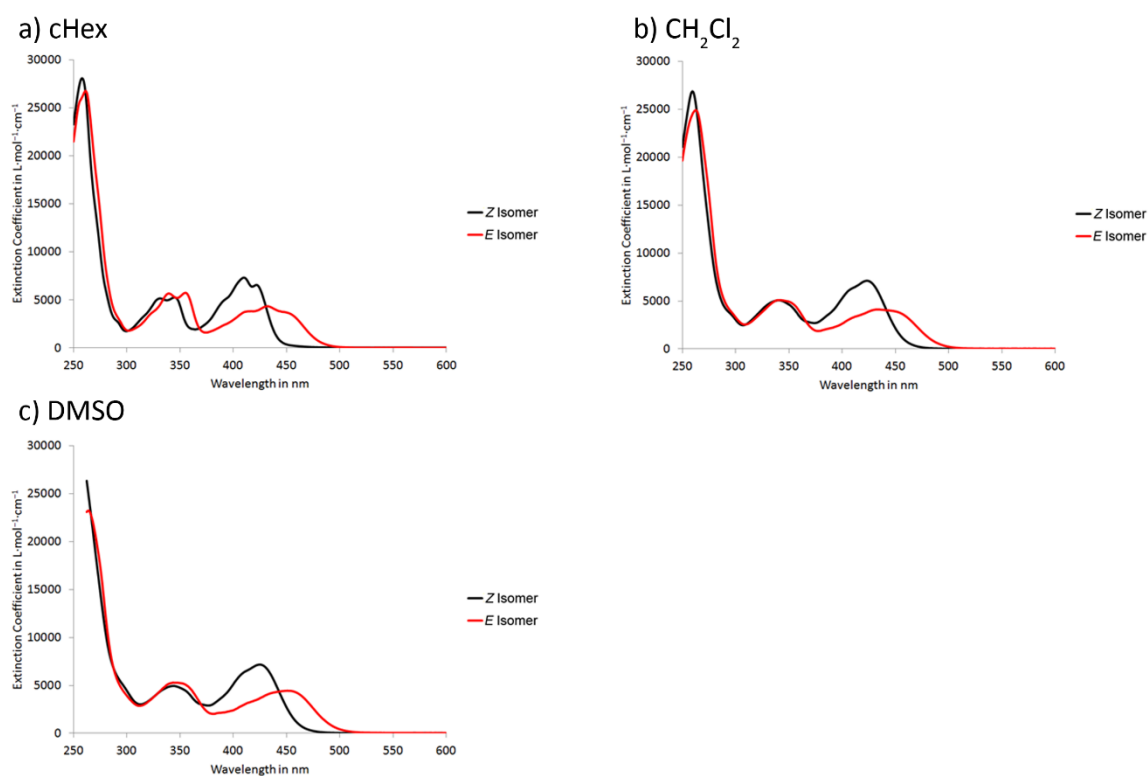 a) cHex
Extinction Coefficient in L·mol⁻¹·cm⁻¹
30000
25000
20000
15000
10000
5000
0
250 300 350 400 450 500 550 600
Wavelength in nm
Z Isomer
E Isomer
b) CH₂Cl₂
Extinction Coefficient in L·mol⁻¹·cm⁻¹
30000
25000
20000
15000
10000
5000
0
250 300 350 400 450 500 550 600
Wavelength in nm
Z Isomer
E Isomer
c) DMSO
Extinction Coefficient in L·mol⁻¹·cm⁻¹
30000
25000
20000
15000
10000
5000
0
250 300 350 400 450 500 550 600
Wavelength in nm
Z Isomer
E Isomer